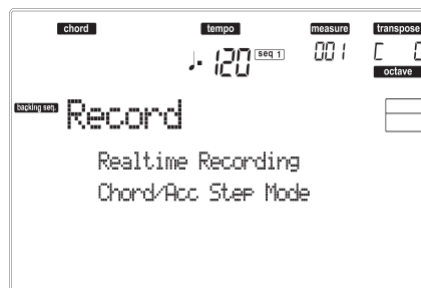 chord tempo measure transpose
♩. 120 seq 1 001 C
octave
backing seq. Record
Realtime Recording
Chord/Acc Step Mode